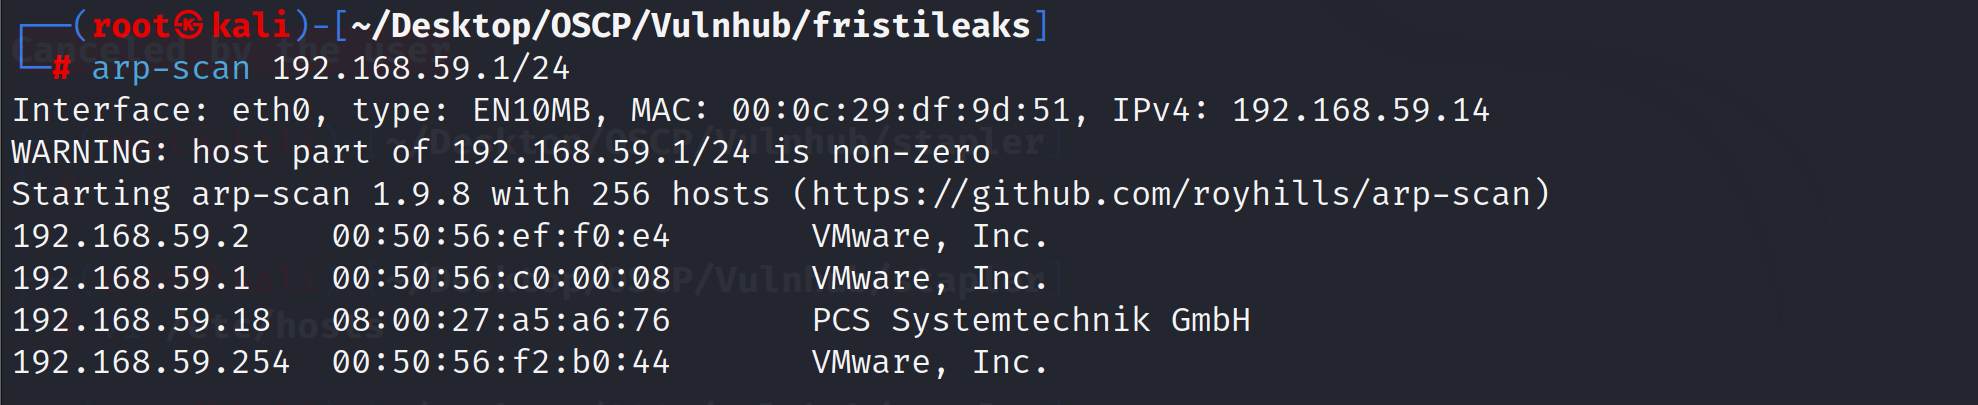 ┌──(root㉿kali)-[~/Desktop/OSCP/Vulnhub/fristileaks]
└─# arp-scan 192.168.59.1/24
Interface: eth0, type: EN10MB, MAC: 00:0c:29:df:9d:51, IPv4: 192.168.59.14
WARNING: host part of 192.168.59.1/24 is non-zero
Starting arp-scan 1.9.8 with 256 hosts (https://github.com/royhills/arp-scan)
192.168.59.2    00:50:56:ef:f0:e4       VMware, Inc.
192.168.59.1    00:50:56:c0:00:08       VMware, Inc.
192.168.59.18   08:00:27:a5:a6:76       PCS Systemtechnik GmbH
192.168.59.254  00:50:56:f2:b0:44       VMware, Inc.